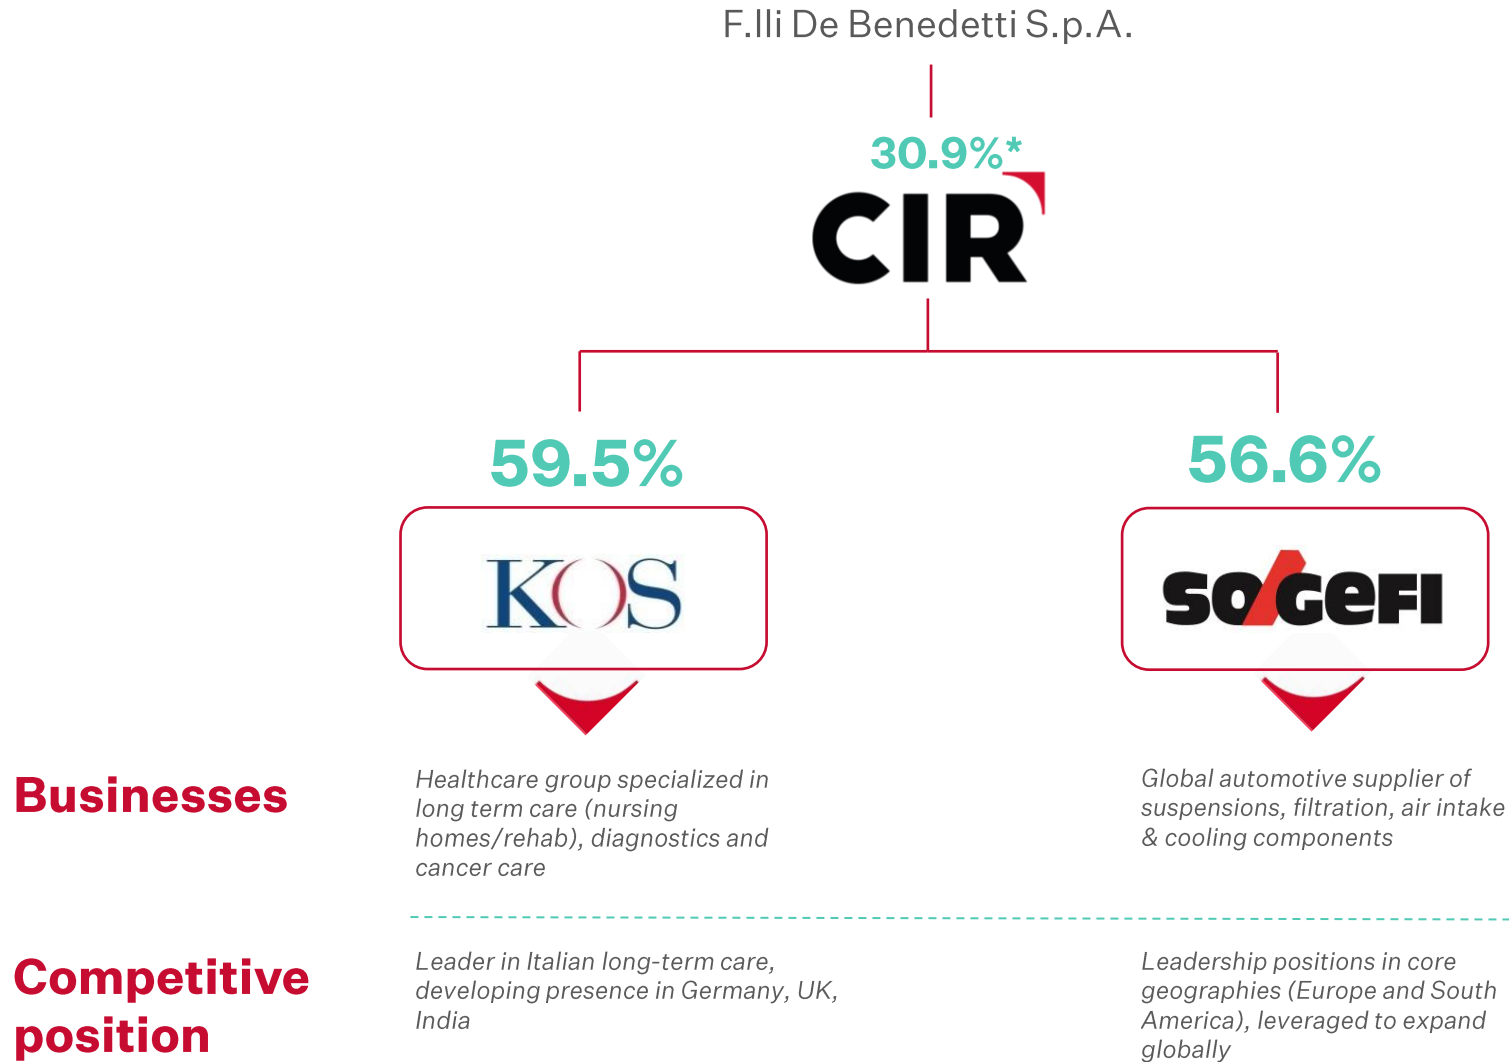 F.lli De Benedetti S.p.A.
30.9%*
CIR
59.5%
56.6%
KOS
SOGEFI
Businesses
Healthcare group specialized in
long term care (nursing
homes/rehab), diagnostics and
cancer care
Global automotive supplier of
suspensions, filtration, air intake
& cooling components
Competitive
position
Leader in Italian long-term care,
developing presence in Germany, UK,
India
Leadership positions in core
geographies (Europe and South
America), leveraged to expand
globally